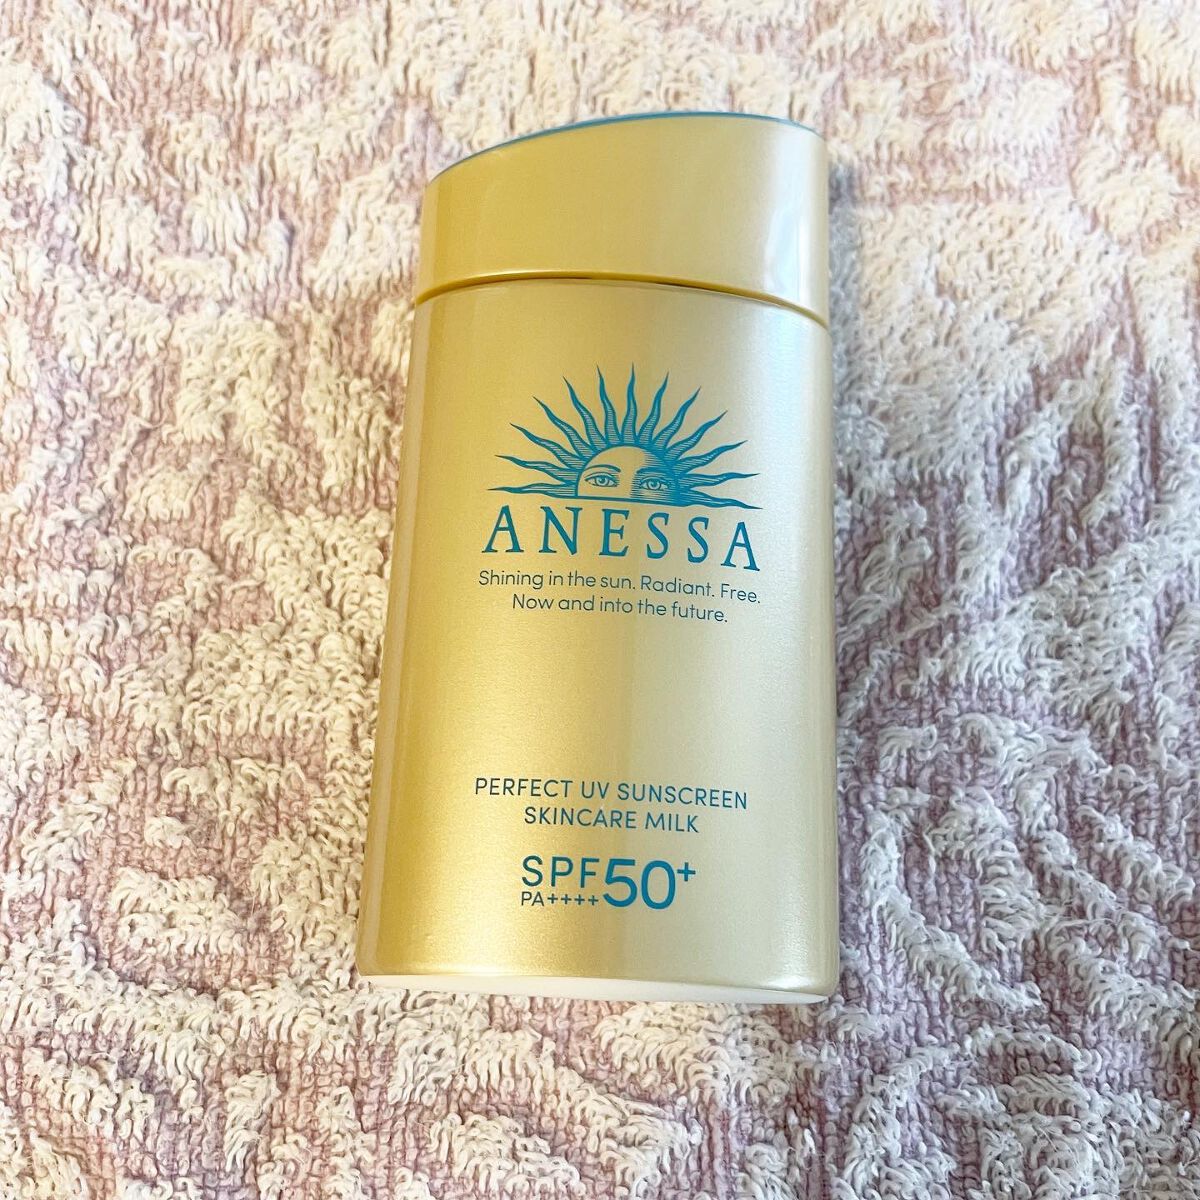 ANESSA
Shining in the sun. Radiant. Free.
Now and into the future.
PERFECT UV SUNSCREEN
SKINCARE MILK
SPF50+
PA++++